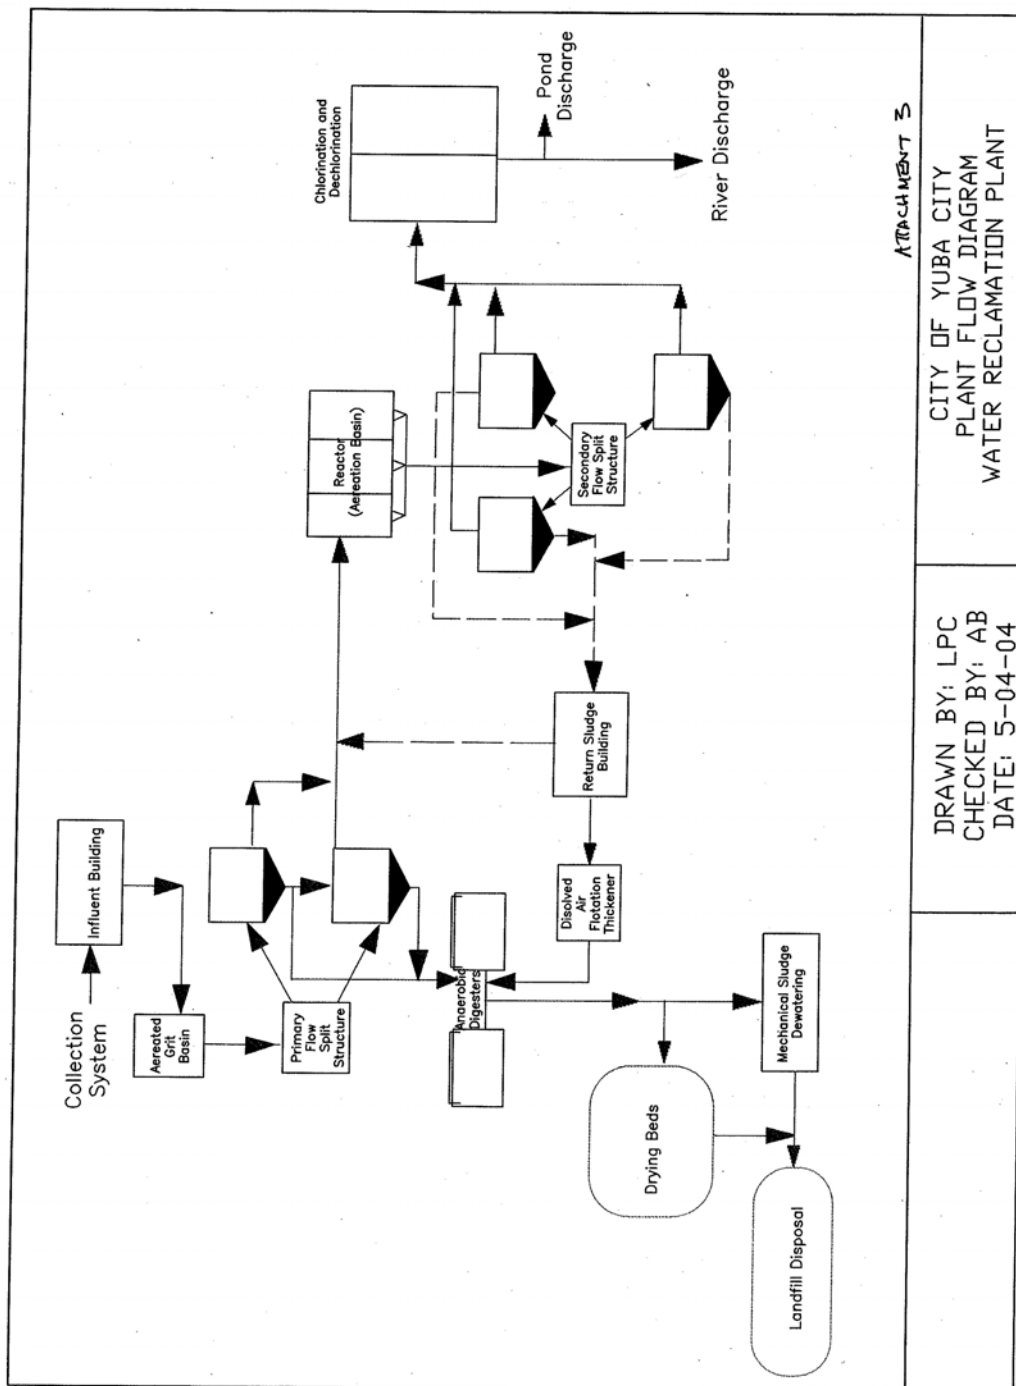 Collection
System
Influent Building
Aereated
Grit
Basin
Primary
Flow
Split
Structure
Reactor
(Aereation Basin)
Chlorination and
Dechlorination
Pond
Discharge
River Discharge
Secondary
Flow Split
Structure
Return Sludge
Building
Disolved
Air
Flotation
Thickener
Anaerobic
Digesters
Mechanical Sludge
Dewatering
Drying Beds
Landfill Disposal
ATTACHMENT 3
CITY OF YUBA CITY
PLANT FLOW DIAGRAM
WATER RECLAMATION PLANT
DRAWN BY: LPC
CHECKED BY: AB
DATE: 5-04-04